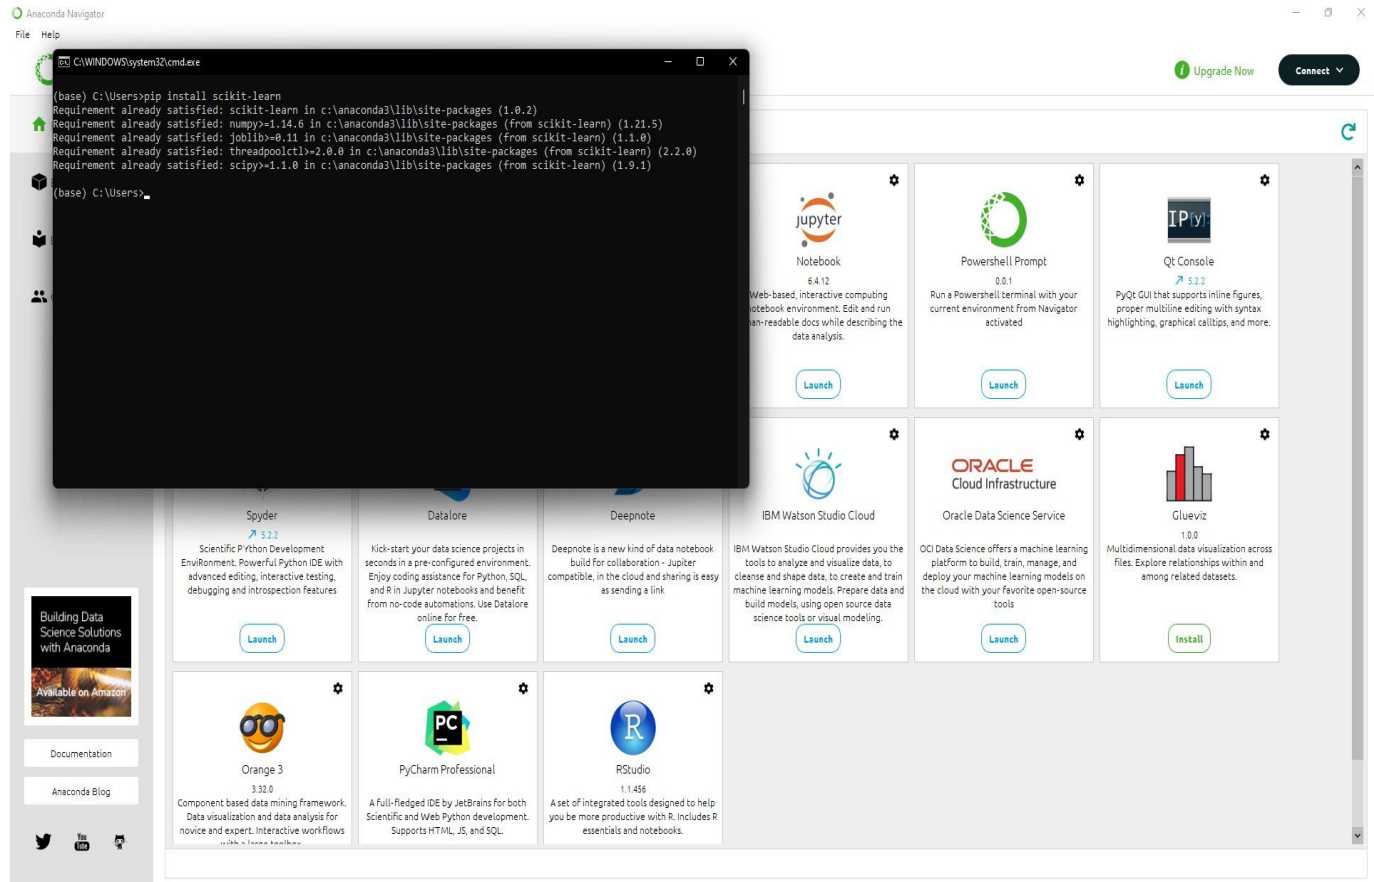 Anaconda Navigator
File Help
Upgrade Now
Connect
C:\WINDOWS\system32\cmd.exe
(base) C:\Users>pip install scikit-learn
Requirement already satisfied: scikit-learn in c:\anaconda3\lib\site-packages (1.0.2)
Requirement already satisfied: numpy>=1.14.6 in c:\anaconda3\lib\site-packages (from scikit-learn) (1.21.5)
Requirement already satisfied: joblib>=0.11 in c:\anaconda3\lib\site-packages (from scikit-learn) (1.1.0)
Requirement already satisfied: threadpoolctl>=2.0.0 in c:\anaconda3\lib\site-packages (from scikit-learn) (2.2.0)
Requirement already satisfied: scipy>=1.1.0 in c:\anaconda3\lib\site-packages (from scikit-learn) (1.9.1)
(base) C:\Users>
jupyter
Notebook
6.4.12
Web-based, interactive computing
notebook environment. Edit and run
data analysis.
Launch
Powershell Prompt
0.0.1
Run a Powershell terminal with your
current environment from Navigator
activated
Launch
IP[y]:
Qt Console
5.2.2
PyQt GUI that supports inline figures,
proper multiline editing with syntax
highlighting, graphical calltips, and more.
Launch
Spyder
5.2.2
Scientific PYthon Development
EnviRonment. Powerful Python IDE with
advanced editing, interactive testing,
debugging and introspection features
Launch
Datalore
Kick-start your data science projects in
seconds in a pre-configured environment.
Enjoy coding assistance for Python, SQL,
and R in Jupyter notebooks and benefit
from no-code automations. Use Datalore
online for free.
Launch
Deepnote
Deepnote is a new kind of data notebook
build for collaboration - Jupiter
compatible, in the cloud and sharing is easy
as sending a link
Launch
IBM Watson Studio Cloud
IBM Watson Studio Cloud provides you the
tools to analyze and visualize data, to
cleanse and shape data, to create and train
machine learning models. Prepare data and
build models, using open source data
science tools or visual modeling.
Launch
ORACLE
Cloud Infrastructure
Oracle Data Science Service
OCI Data Science offers a machine learning
platform to build, train, manage, and
deploy your machine learning models on
the cloud with your favorite open-source
tools
Launch
Glueviz
1.0.0
Multidimensional data visualization across
files. Explore relationships within and
among related datasets.
Install
Building Data
Science Solutions
with Anaconda
Available on Amazon
Documentation
Anaconda Blog
You
Tube
Orange 3
3.32.0
Component based data mining framework.
Data visualization and data analysis for
novice and expert. Interactive workflows
with a large toolbox.
PC
PyCharm Professional
A full-fledged IDE by JetBrains for both
Scientific and Web Python development.
Supports HTML, JS, and SQL.
R
RStudio
1.1.456
A set of integrated tools designed to help
you be more productive with R. Includes R
essentials and notebooks.